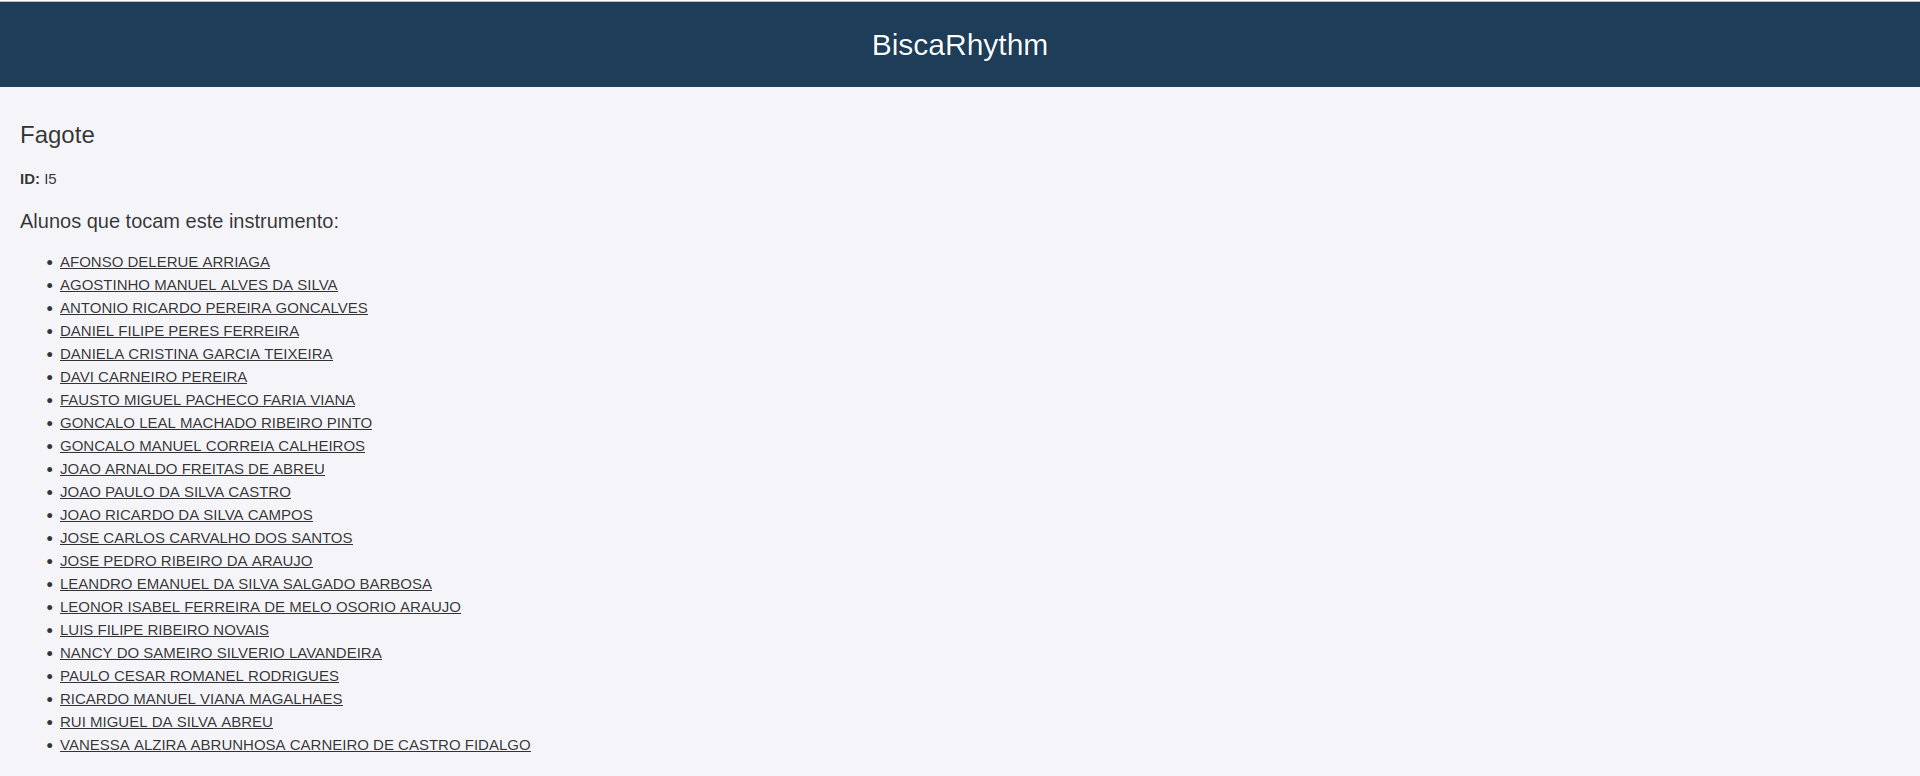 BiscaRhythm
Fagote
ID: I5
Alunos que tocam este instrumento:
AFONSO DELERUE ARRIAGA
AGOSTINHO MANUEL ALVES DA SILVA
ANTONIO RICARDO PEREIRA GONCALVES
DANIEL FILIPE PERES FERREIRA
DANIELA CRISTINA GARCIA TEIXEIRA
DAVI CARNEIRO PEREIRA
FAUSTO MIGUEL PACHECO FARIA VIANA
GONCALO LEAL MACHADO RIBEIRO PINTO
GONCALO MANUEL CORREIA CALHEIROS
JOAO ARNALDO FREITAS DE ABREU
JOAO PAULO DA SILVA CASTRO
JOAO RICARDO DA SILVA CAMPOS
JOSE CARLOS CARVALHO DOS SANTOS
JOSE PEDRO RIBEIRO DA ARAUJO
LEANDRO EMANUEL DA SILVA SALGADO BARBOSA
LEONOR ISABEL FERREIRA DE MELO OSORIO ARAUJO
LUIS FILIPE RIBEIRO NOVAIS
NANCY DO SAMEIRO SILVERIO LAVANDEIRA
PAULO CESAR ROMANEL RODRIGUES
RICARDO MANUEL VIANA MAGALHAES
RUI MIGUEL DA SILVA ABREU
VANESSA ALZIRA ABRUNHOSA CARNEIRO DE CASTRO FIDALGO